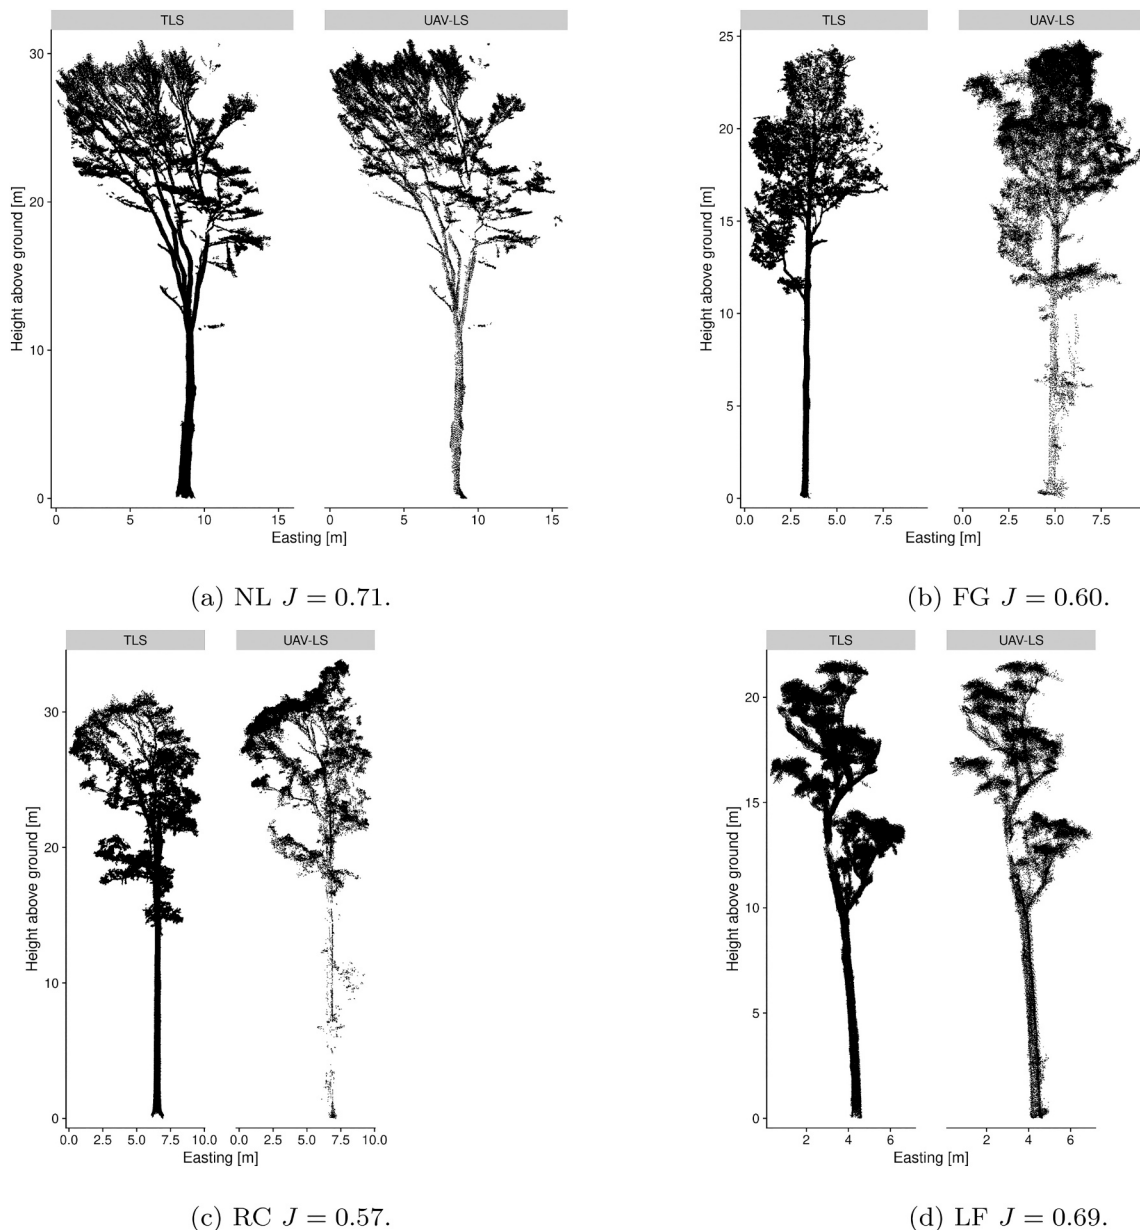 TLS UAV-LS
Height above ground [m]
30
20
10
0
0 5 10 15 0 5 10 15
Easting [m]
(a) NL J = 0.71.
TLS UAV-LS
Height above ground [m]
25
20
15
10
5
0
0.0 2.5 5.0 7.5 0.0 2.5 5.0 7.5
Easting [m]
(b) FG J = 0.60.
TLS UAV-LS
Height above ground [m]
30
20
10
0
0.0 2.5 5.0 7.5 10.0 0.0 2.5 5.0 7.5 10.0
Easting [m]
(c) RC J = 0.57.
TLS UAV-LS
Height above ground [m]
20
15
10
5
0
2 4 6 2 4 6
Easting [m]
(d) LF J = 0.69.